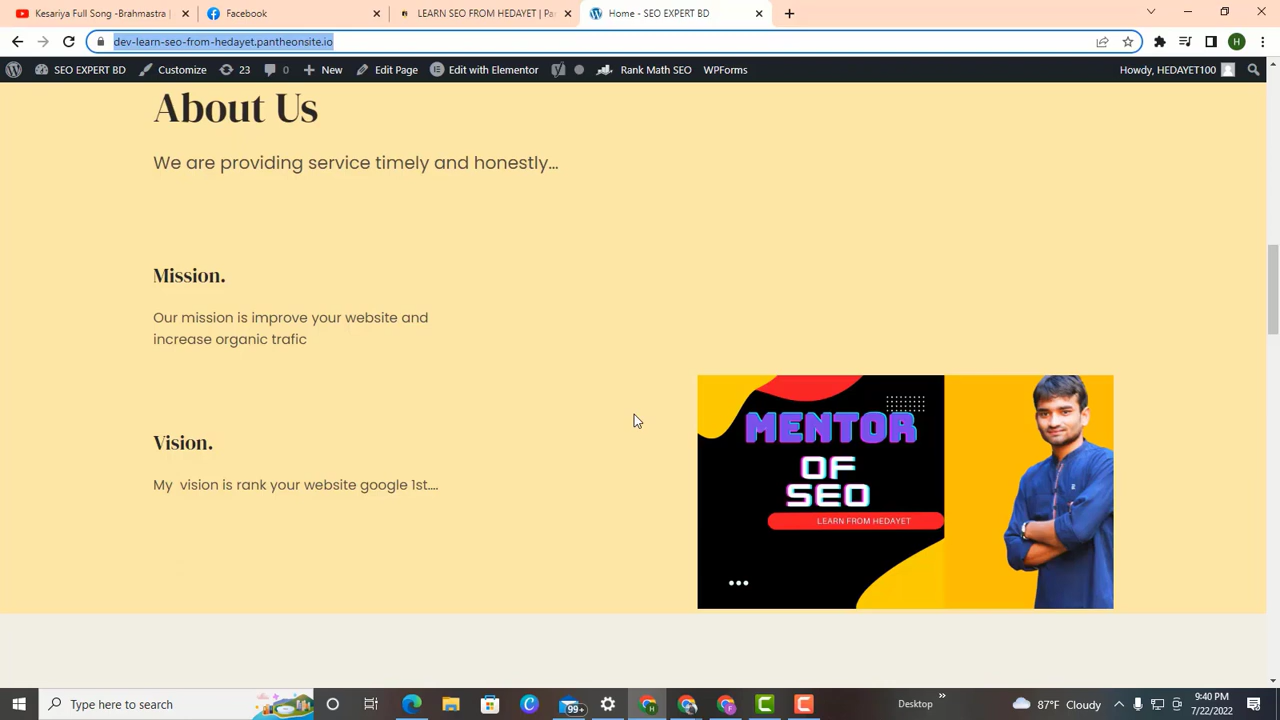 Kesariya Full Song -Brahmastra |
Facebook
LEARN SEO FROM HEDAYET | Pa
Home - SEO EXPERT BD
dev-learn-seo-from-hedayet.pantheonsite.io
H
SEO EXPERT BD
Customize
23
0
New
Edit Page
Edit with Elementor
Rank Math SEO
WPForms
Howdy, HEDAYET100
About Us
We are providing service timely and honestly...
Mission.
Our mission is improve your website and
increase organic trafic
Vision.
My vision is rank your website google 1st....
MENTOR
OF
SEO
LEARN FROM HEDAYET
Type here to search
99+
Desktop
87°F Cloudy
9:40 PM
7/22/2022